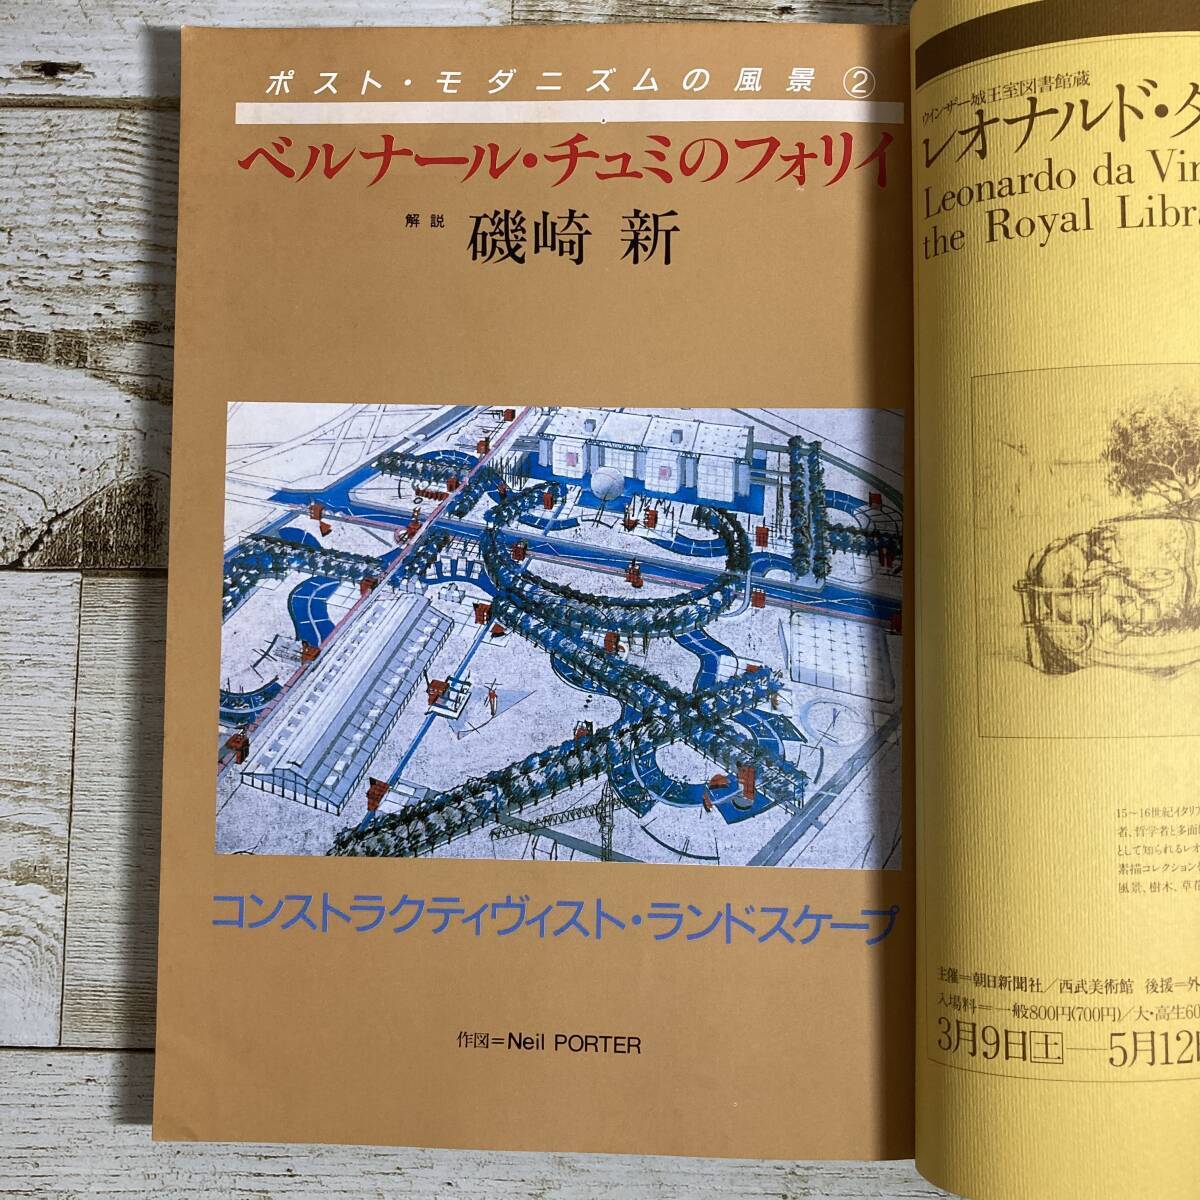 ポスト・モダニズムの風景②
ベルナール・チュミのフォリイ
解説 磯崎 新
コンストラクティヴィスト・ランドスケープ
作図=Neil PORTER
ウインザー城王室図書館蔵
レオナルド・ダ
Leonardo da Vin
the Royal Libra
15〜16世紀イタリア
者、哲学者と多面
として知られるレオ
素描コレクション
風景、樹木、草花
主催=朝日新聞社/西武美術館 後援=外
入場料=一般800円(700円)/大・高生60
3月9日土―5月12日